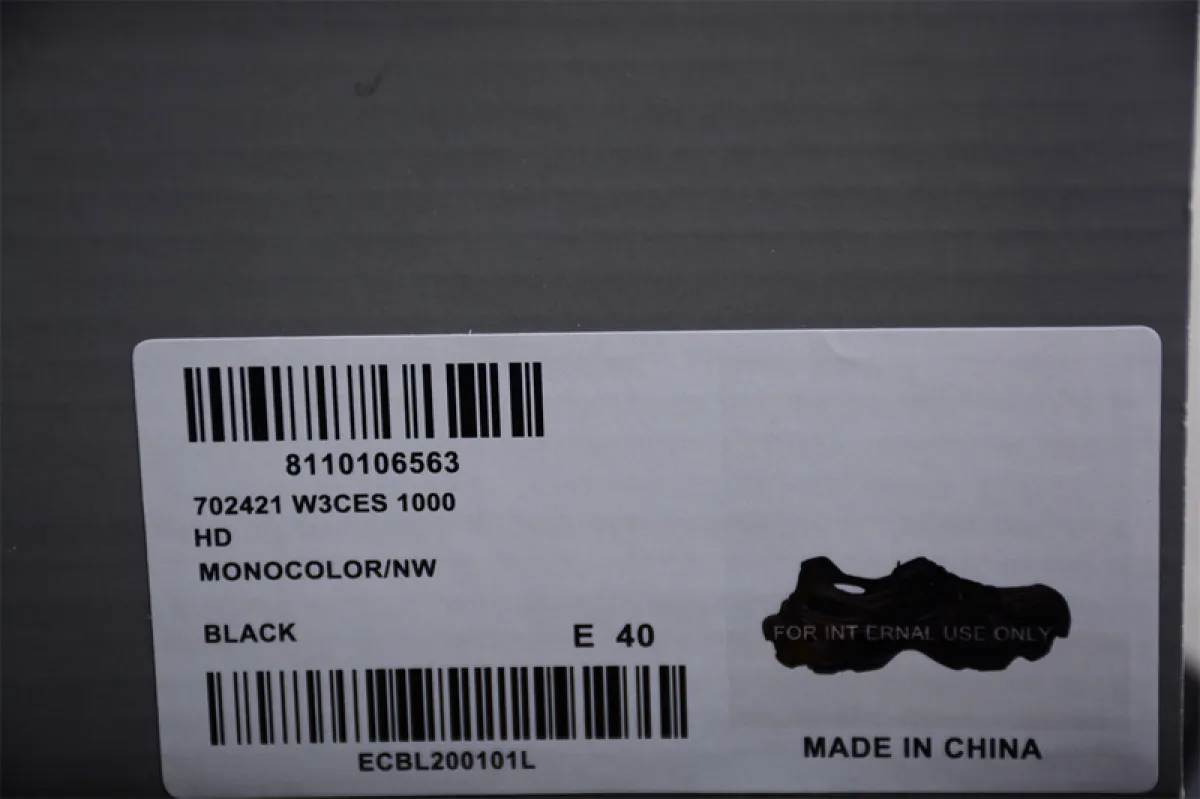 8110106563
702421 W3CES 1000
HD
MONOCOLOR/NW
BLACK
E 40
FOR INT ERNAL USE ONLY
ECBL200101L
MADE IN CHINA